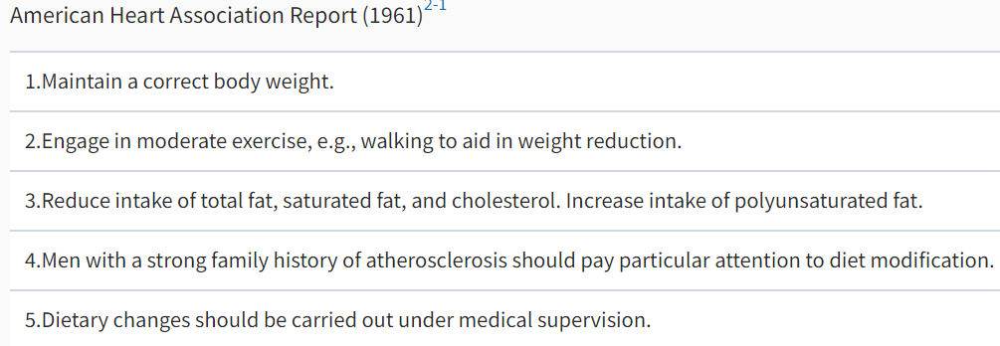 American Heart Association Report (1961)2-1
1.Maintain a correct body weight.
2.Engage in moderate exercise, e.g., walking to aid in weight reduction.
3.Reduce intake of total fat, saturated fat, and cholesterol. Increase intake of polyunsaturated fat.
4.Men with a strong family history of atherosclerosis should pay particular attention to diet modification.
5.Dietary changes should be carried out under medical supervision.